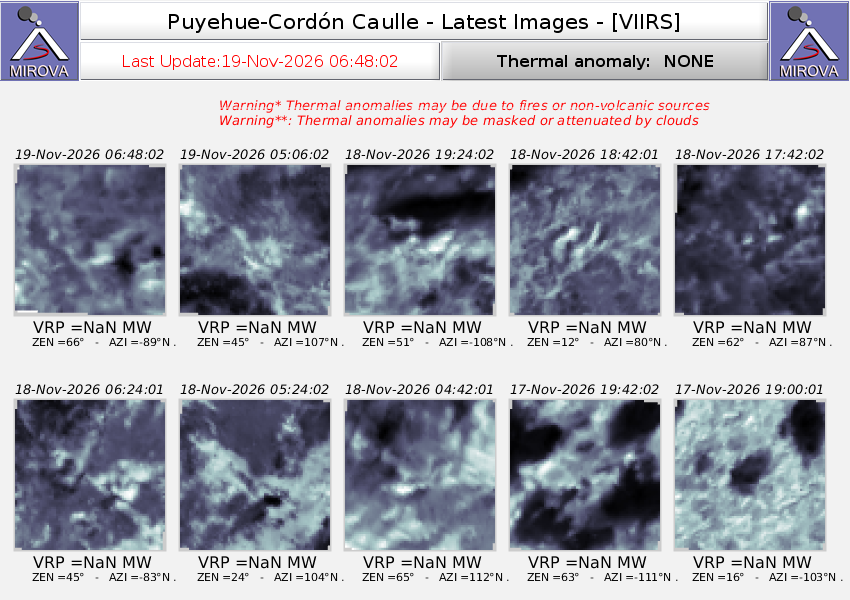 Puyehue-Cordón Caulle - Latest Images - [VIIRS]
MIROVA
MIROVA
Last Update:19-Nov-2026 06:48:02
Thermal anomaly: NONE
Warning* Thermal anomalies may be due to fires or non-volcanic sources
Warning**: Thermal anomalies may be masked or attenuated by clouds
19-Nov-2026 06:48:02 19-Nov-2026 05:06:02 18-Nov-2026 19:24:02 18-Nov-2026 18:42:01 18-Nov-2026 17:42:02
VRP =NaN MW VRP =NaN MW VRP =NaN MW VRP =NaN MW VRP =NaN MW
ZEN =66° - AZI =-89°N . ZEN =45° - AZI =107°N . ZEN =51° - AZI =-108°N . ZEN =12° - AZI =80°N . ZEN =62° - AZI =87°N .
18-Nov-2026 06:24:01 18-Nov-2026 05:24:02 18-Nov-2026 04:42:01 17-Nov-2026 19:42:02 17-Nov-2026 19:00:01
VRP =NaN MW VRP =NaN MW VRP =NaN MW VRP =NaN MW VRP =NaN MW
ZEN =45° - AZI =-83°N . ZEN =24° - AZI =104°N . ZEN =65° - AZI =112°N . ZEN =63° - AZI =-111°N . ZEN =16° - AZI =-103°N .